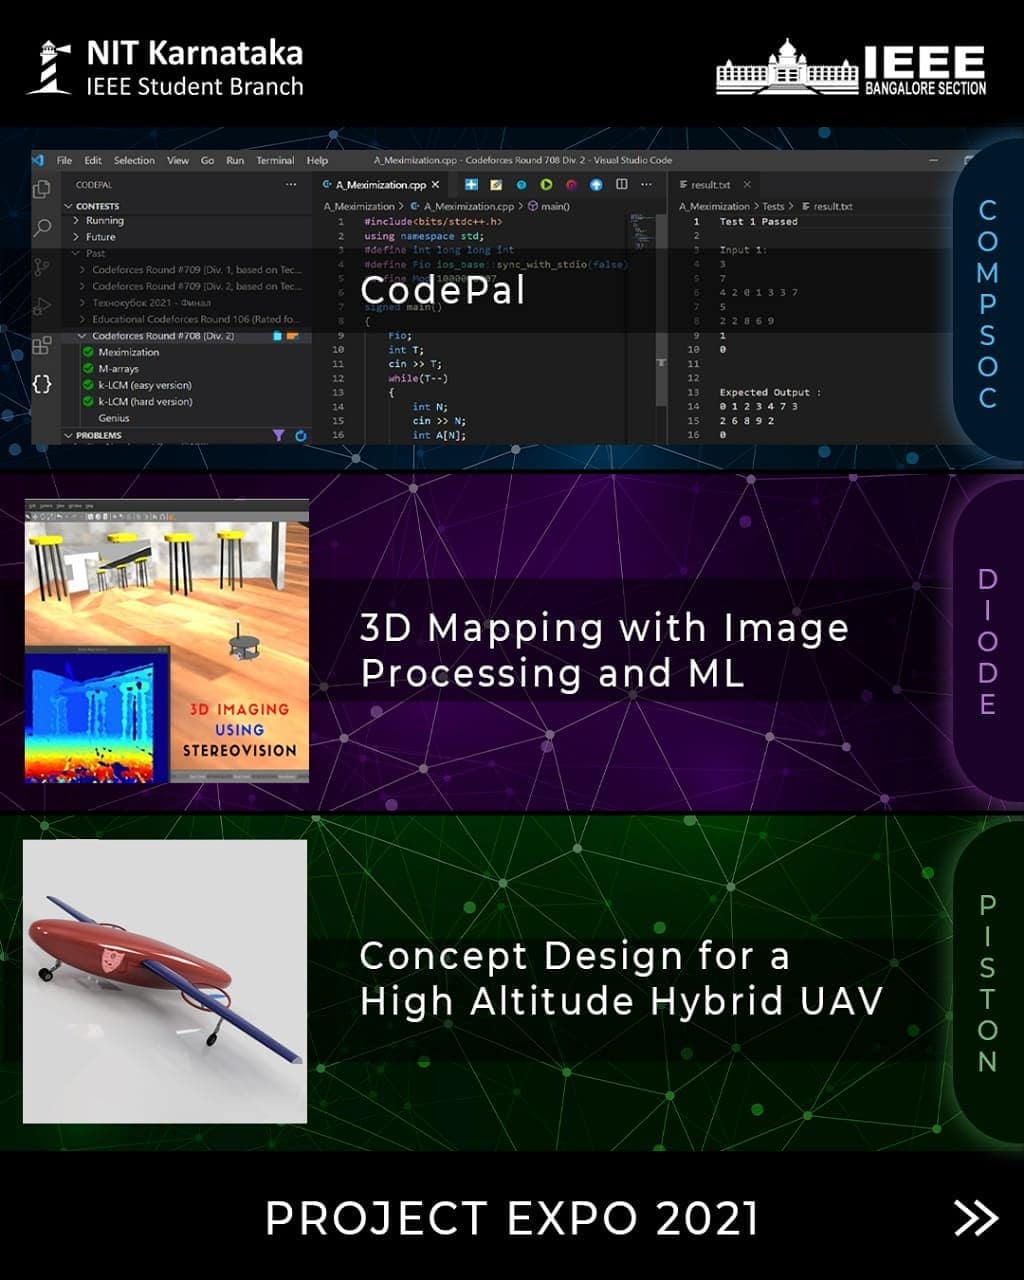 NIT Karnataka
IEEE Student Branch
IEEE
BANGALORE SECTION
File Edit Selection View Go Run Terminal Help A_Meximization.cpp - Codeforces Round 708 Div. 2 - Visual Studio Code
CODEPAL
CONTESTS
Running
Future
Past
Codeforces Round #709 (Div. 1, based on Tec...
Codeforces Round #709 (Div. 2, based on Tec...
Технокубок 2021 - Финал
Educational Codeforces Round 106 (Rated fo...
Codeforces Round #708 (Div. 2)
Meximization
M-arrays
k-LCM (easy version)
k-LCM (hard version)
Genius
PROBLEMS
A_Meximization.cpp
A_Meximization > A_Meximization.cpp > main()
1 #include<bits/stdc++.h>
2 using namespace std;
3 #define int long long int
4 #define Fio ios_base::sync_with_stdio(false)
5
6
7 signed main()
8 {
9 Fio;
10 int T;
11 cin >> T;
12 while(T--)
13 {
14 int N;
15 cin >> N;
16 int A[N];
result.txt
A_Meximization > Tests > result.txt
1 Test 1 Passed
2
3 Input 1:
4 3
5 7
6 4 2 0 1 3 3 7
7 5
8 2 2 8 6 9
9 1
10 0
11
12
13 Expected Output :
14 0 1 2 3 4 7 3
15 2 6 8 9 2
16 0
CodePal
COMPSOC
3D IMAGING
USING
STEREOVISION
3D Mapping with Image
Processing and ML
DIODE
Concept Design for a
High Altitude Hybrid UAV
PISTON
PROJECT EXPO 2021